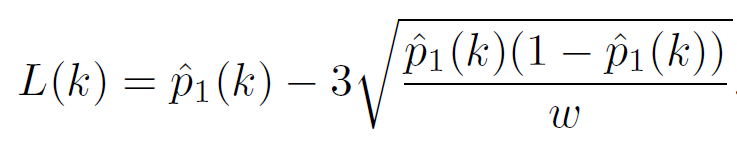 L(k) = p̂₁(k) − 3√(p̂₁(k)(1 − p̂₁(k))/w).